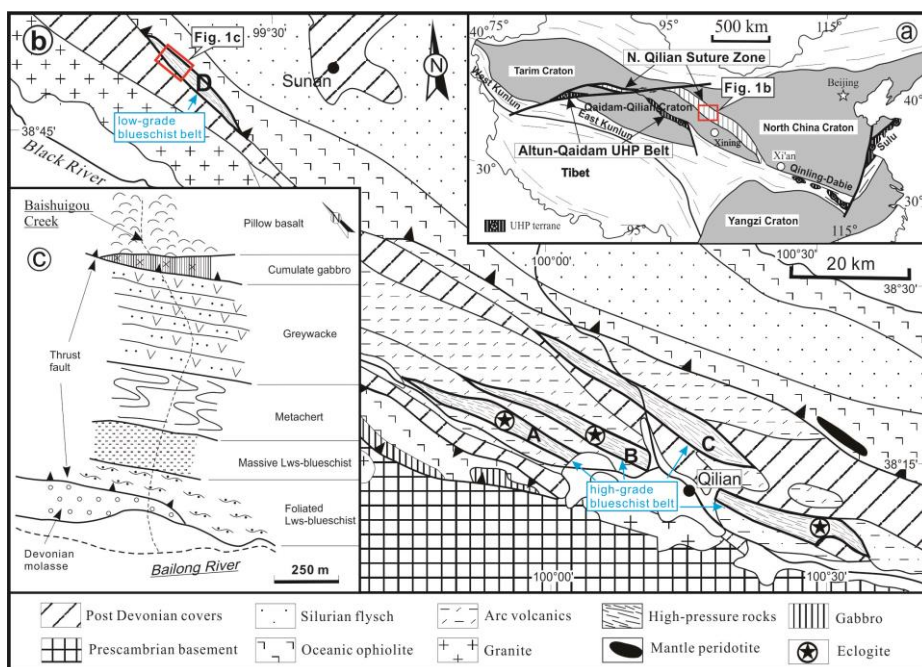 b
Fig. 1c
99°30'
Sunan
N
D
low-grade
blueschist belt
38°45'
Black River
a
95°
500 km
115°
40°
75°
N. Qilian Suture Zone
Fig. 1b
Tarim Craton
Beijing
40°
West Kunlun
Qaidam-Qilian Craton
East Kunlun
North China Craton
Xining
Altun-Qaidam UHP Belt
Xi'an
Sulu
Qinling-Dabie
30°
Tibet
30°
Yangzi Craton
95°
115°
UHP terrane
Baishuigou
Creek
Pillow basalt
c
Cumulate gabbro
Greywacke
Thrust
fault
Metachert
Massive Lws-blueschist
Foliated
Lws-blueschist
Devonian
molasse
Bailong River
250 m
100°00'
20 km
38°30'
A
B
C
38°15'
Qilian
high-grade
blueschist belt
100°00'
100°30'
Post Devonian covers
Silurian flysch
Arc volcanics
High-pressure rocks
Gabbro
Prescambrian basement
Oceanic ophiolite
Granite
Mantle peridotite
Eclogite